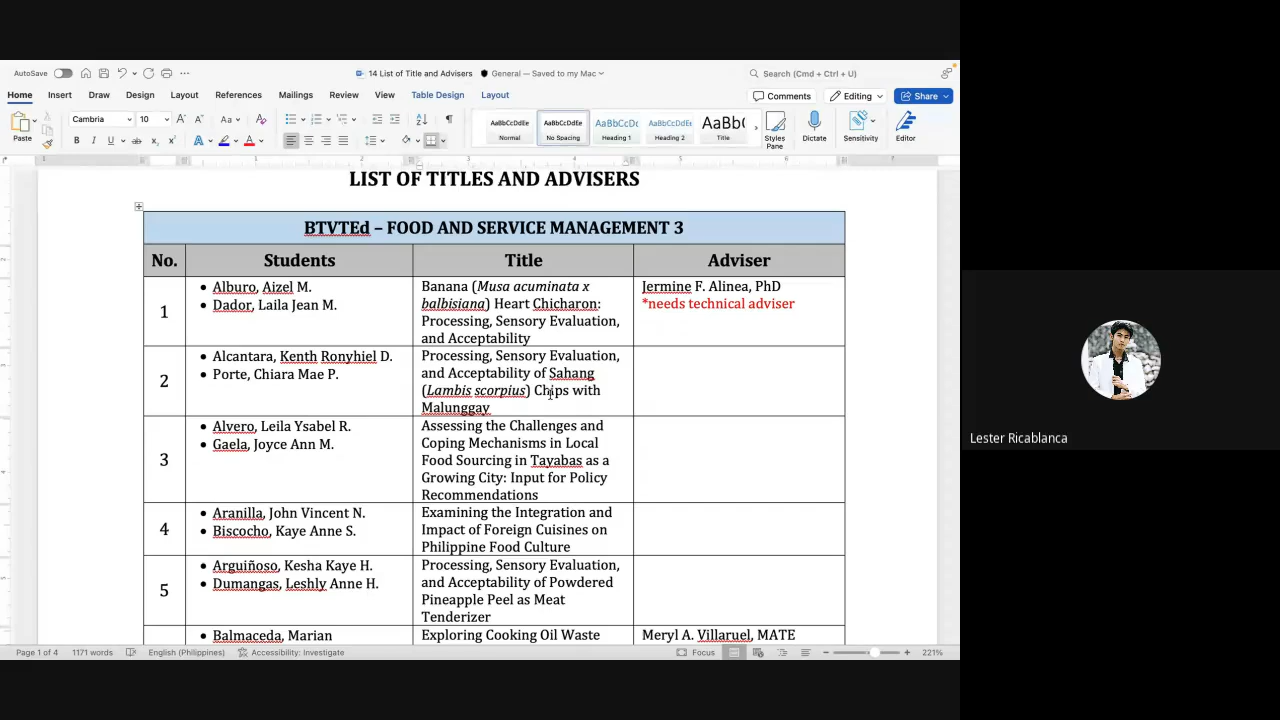 AutoSave
14 List of Title and Advisers
General — Saved to my Mac
Search (Cmd + Ctrl + U)
Home Insert Draw Design Layout References Mailings Review View Table Design Layout
Comments
Editing
Share
Paste
Cambria
10
AaBbCcDdEe
Normal
AaBbCcDdEe
No Spacing
AaBbCcDc
Heading 1
AaBbCcDdEe
Heading 2
AaBb(
Title
Styles Pane
Dictate
Sensitivity
Editor
LIST OF TITLES AND ADVISERS
BTVTEd – FOOD AND SERVICE MANAGEMENT 3
No. Students Title Adviser
1
• Alburo, Aizel M.
• Dador, Laila Jean M.
Banana (Musa acuminata x
balbisiana) Heart Chicharon:
Processing, Sensory Evaluation,
and Acceptability
Jermine F. Alinea, PhD
*needs technical adviser
2
• Alcantara, Kenth Ronyhiel D.
• Porte, Chiara Mae P.
Processing, Sensory Evaluation,
and Acceptability of Sahang
(Lambis scorpius) Chips with
Malunggay
3
• Alvero, Leila Ysabel R.
• Gaela, Joyce Ann M.
Assessing the Challenges and
Coping Mechanisms in Local
Food Sourcing in Tayabas as a
Growing City: Input for Policy
Recommendations
4
• Aranilla, John Vincent N.
• Biscocho, Kaye Anne S.
Examining the Integration and
Impact of Foreign Cuisines on
Philippine Food Culture
5
• Arguiñoso, Kesha Kaye H.
• Dumangas, Leshly Anne H.
Processing, Sensory Evaluation,
and Acceptability of Powdered
Pineapple Peel as Meat
Tenderizer
• Balmaceda, Marian
Exploring Cooking Oil Waste
Meryl A. Villaruel, MATE
Page 1 of 4
1171 words
English (Philippines)
Accessibility: Investigate
Focus
221%
Lester Ricablanca